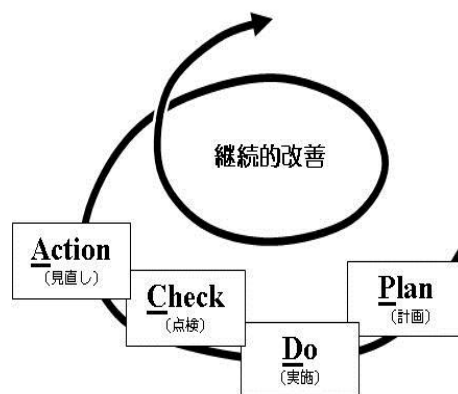 継続的改善
Action
(見直し)
Check
(点検)
Do
(実施)
Plan
(計画)